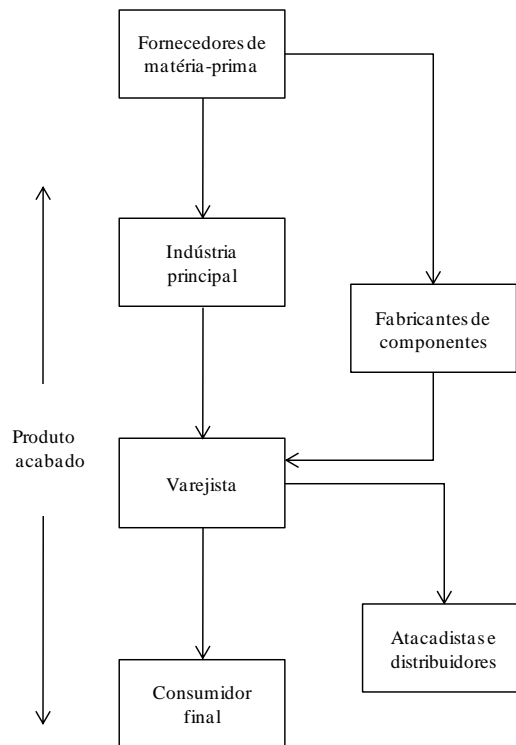 Fornecedores de
matéria-prima
Indústria
principal
Fabricantes de
componentes
Produto
acabado
Varejista
Atacadistas e
distribuidores
Consumidor
final